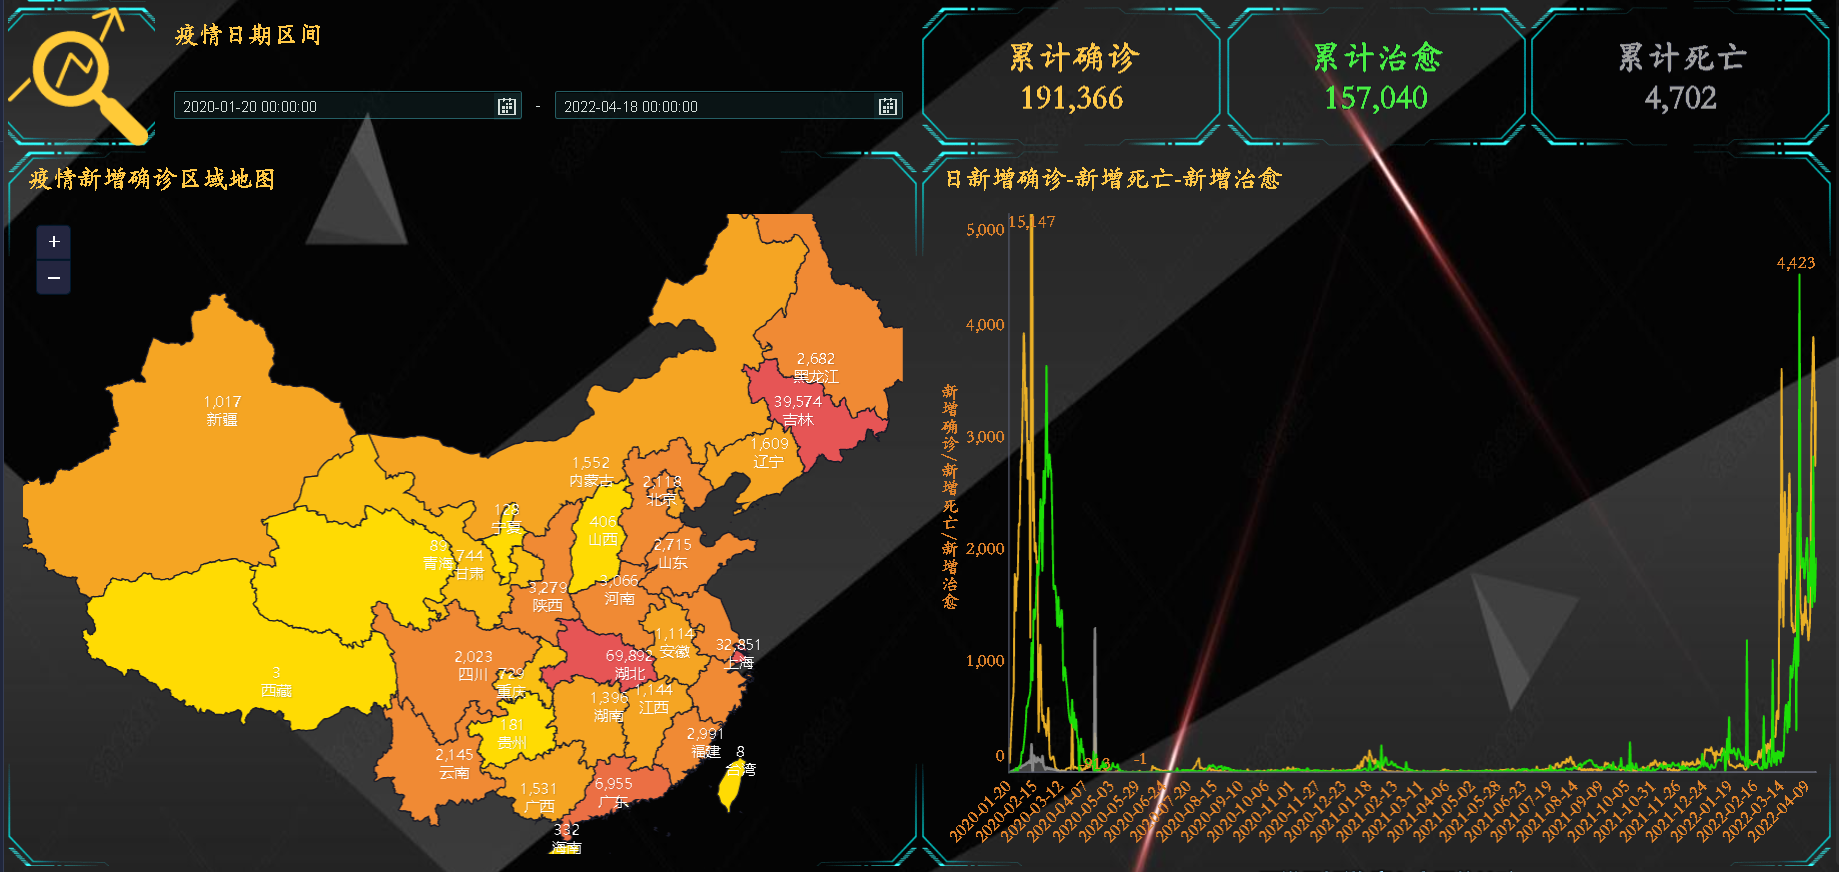 疫情日期区间
2020-01-20 00:00:00
-
2022-04-18 00:00:00
累计确诊
191,366
累计治愈
157,040
累计死亡
4,702
疫情新增确诊区域地图
+
−
2,682
黑龙江
1,017
新疆
39,574
吉林
1,609
辽宁
1,552
内蒙古
2,118
北京
128
宁夏
406
山西
89
青海
744
甘肃
2,715
山东
3,279
陕西
3,066
河南
1,114
安徽
32,851
上海
2,023
四川
729
重庆
69,892
湖北
3
西藏
1,396
湖南
1,144
江西
181
贵州
2,991
福建
8
台湾
2,145
云南
1,531
广西
6,955
广东
332
海南
日新增确诊-新增死亡-新增治愈
新增确诊/新增死亡/新增治愈
5,000
4,000
3,000
2,000
1,000
0
15,147
4,423
-1
2020-01-20
2020-02-15
2020-03-12
2020-04-07
2020-05-03
2020-05-29
2020-06-24
2020-07-20
2020-08-15
2020-09-10
2020-10-06
2020-11-01
2020-11-27
2020-12-23
2021-01-18
2021-02-13
2021-03-11
2021-04-06
2021-05-02
2021-05-28
2021-06-23
2021-07-19
2021-08-14
2021-09-09
2021-10-05
2021-10-31
2021-11-26
2021-12-24
2022-01-19
2022-02-16
2022-03-14
2022-04-09